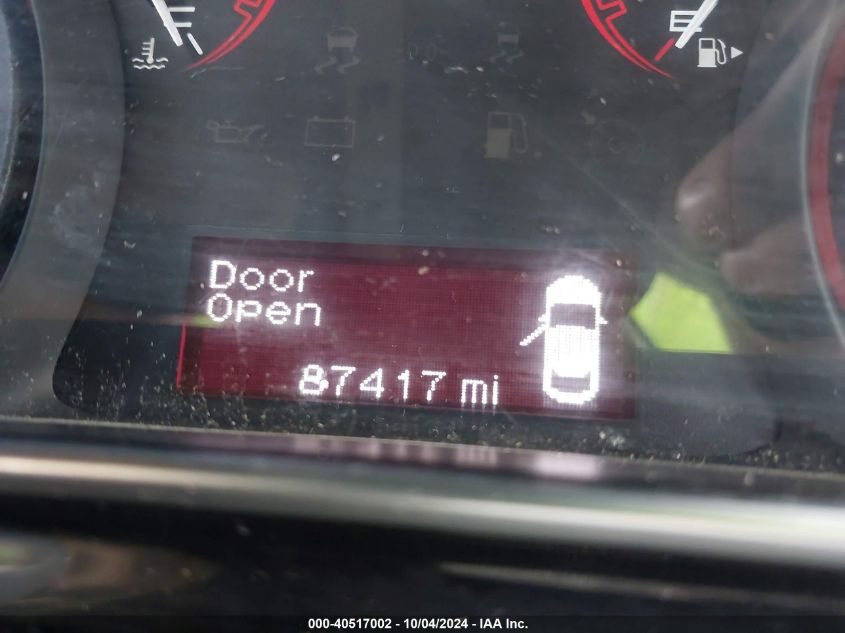 E
Door
Open
87417 mi
000-40517002 - 10/04/2024 - IAA Inc.